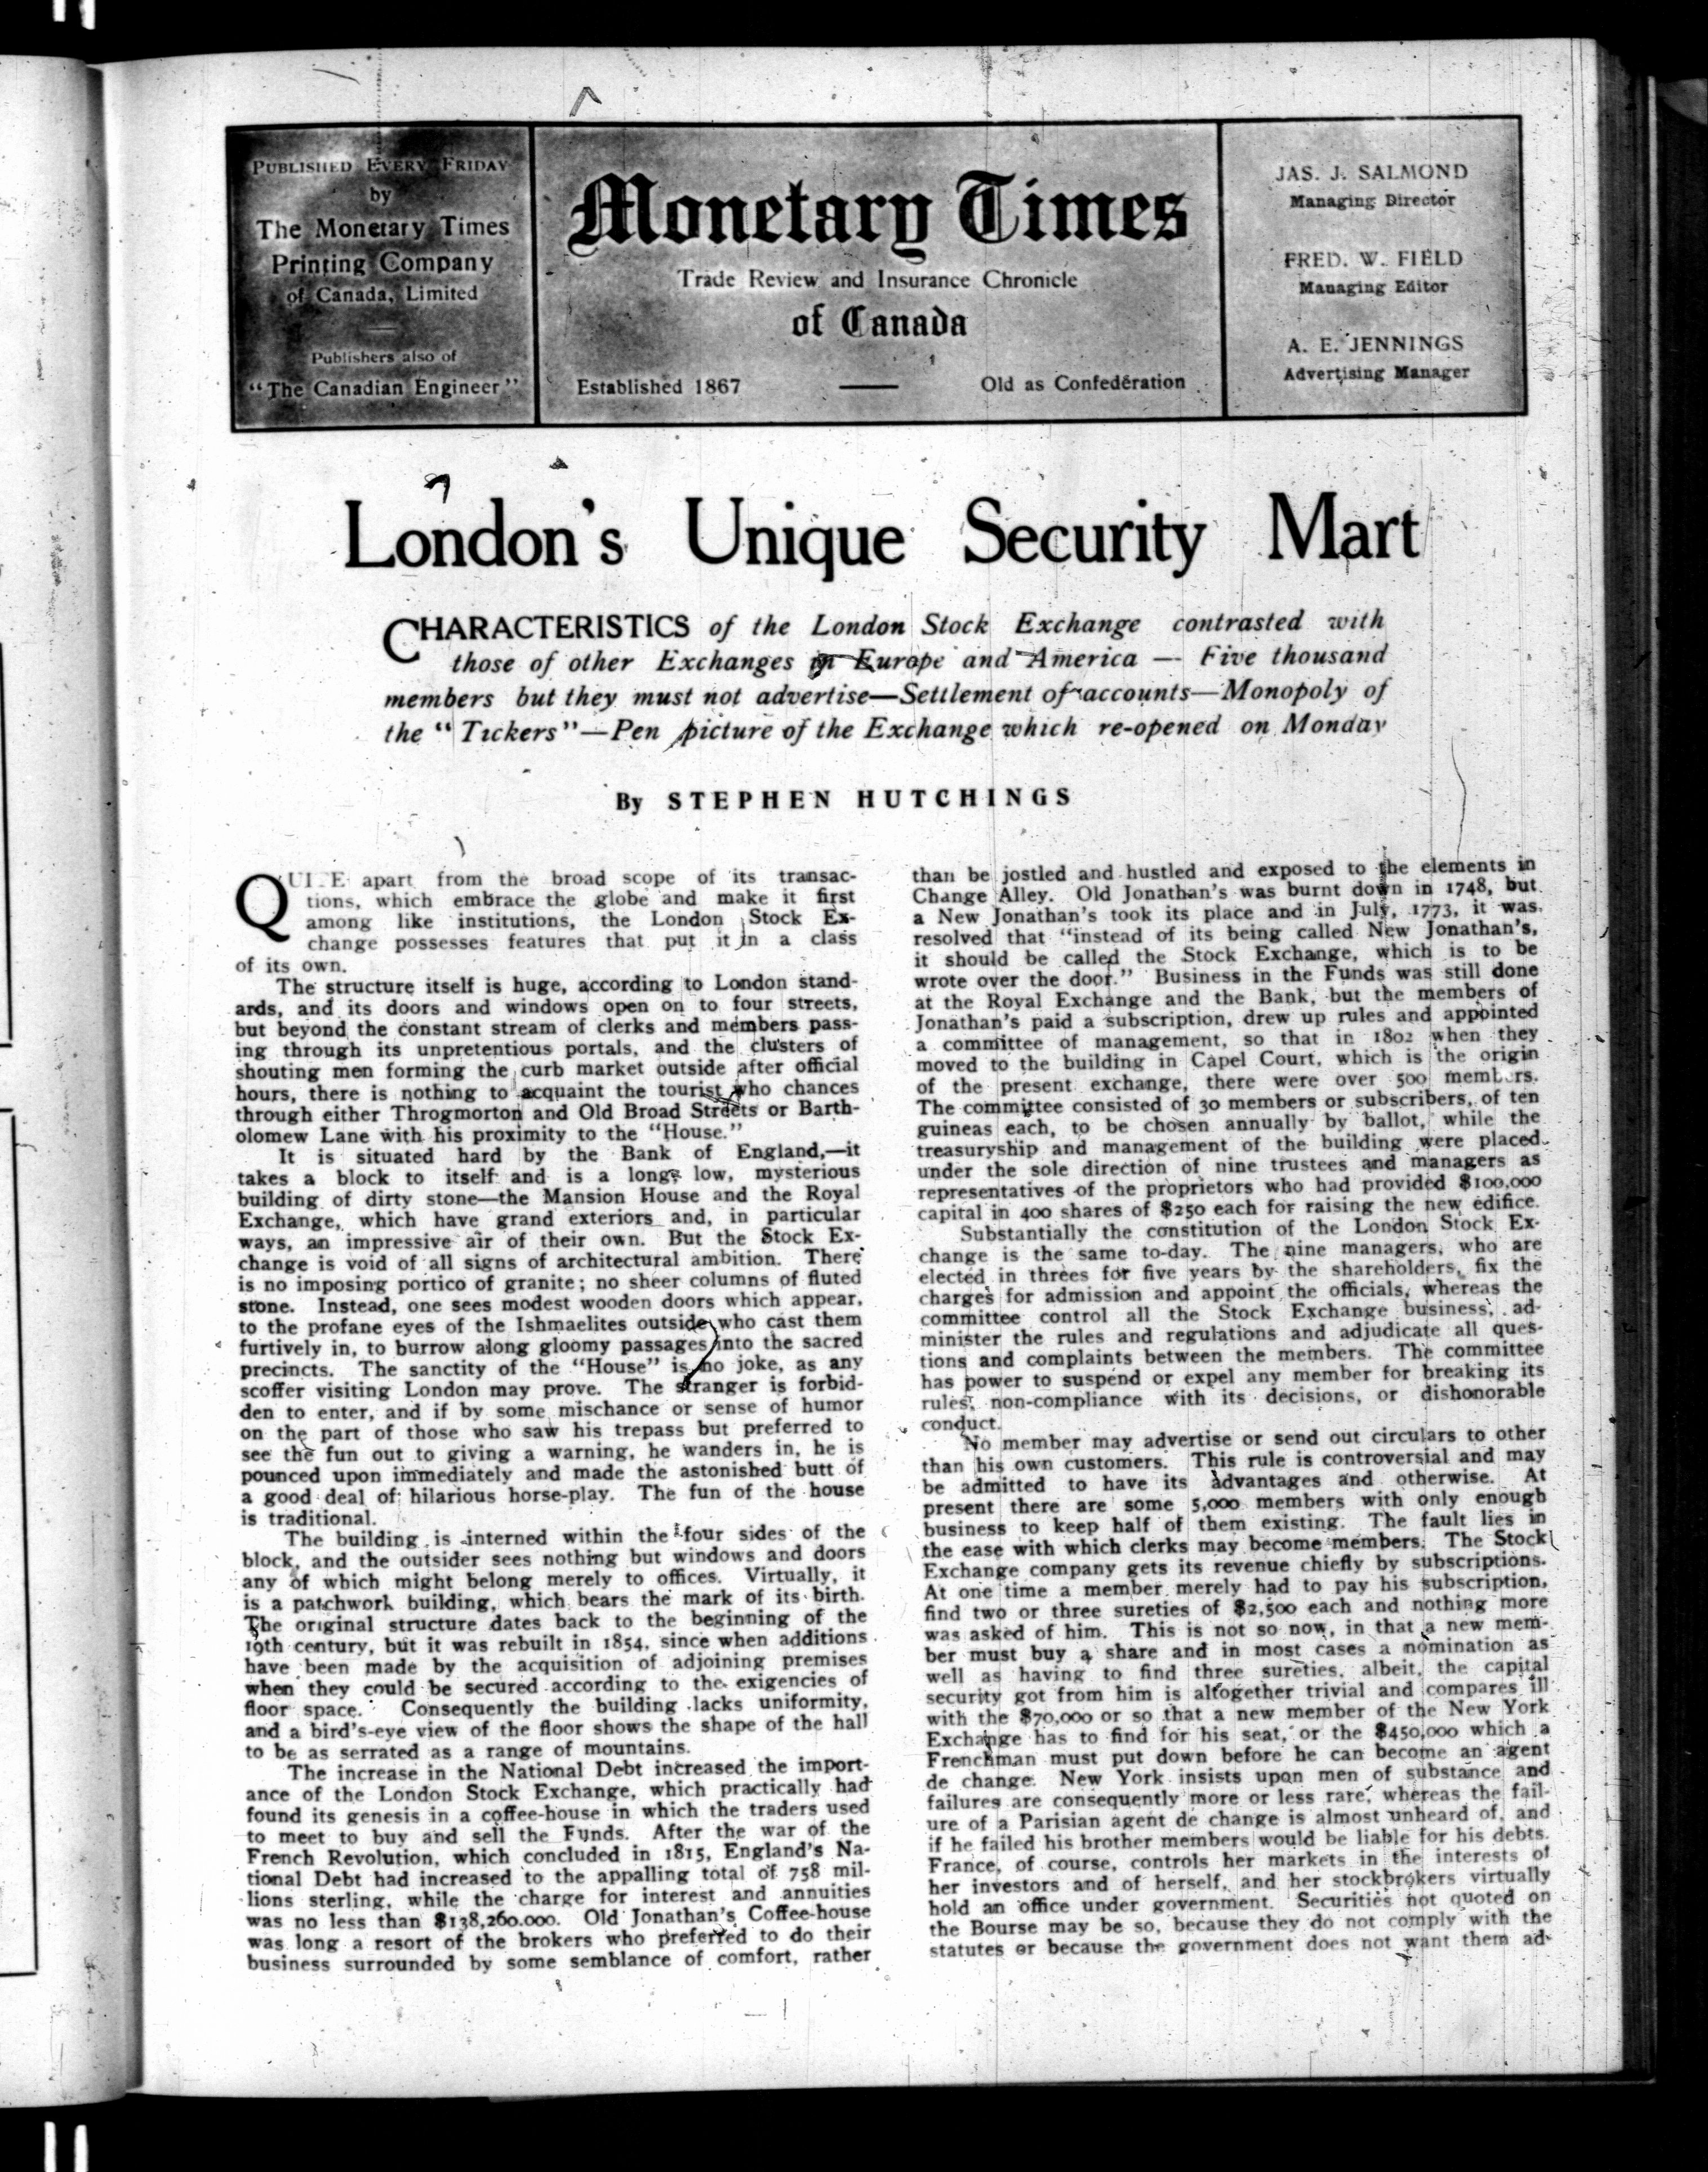 PUBLISHED EVERY FRIDAY
by
The Monetary Times
Printing Company
of Canada, Limited
Publishers also of
"The Canadian Engineer"
Monetary Times
Trade Review and Insurance Chronicle
of Canada
Established 1867
Old as Confederation
JAS. J. SALMOND
Managing Director
FRED. W. FIELD
Managing Editor
A. E. JENNINGS
Advertising Manager
London's Unique Security Mart
CHARACTERISTICS of the London Stock Exchange contrasted with
those of other Exchanges in Europe and America — Five thousand
members but they must not advertise—Settlement of accounts—Monopoly of
the "Tickers"—Pen picture of the Exchange which re-opened on Monday
By STEPHEN HUTCHINGS
QUITE apart from the broad scope of its transac-
tions, which embrace the globe and make it first
among like institutions, the London Stock Ex-
change possesses features that put it in a class
of its own.
The structure itself is huge, according to London stand-
ards, and its doors and windows open on to four streets,
but beyond the constant stream of clerks and members pass-
ing through its unpretentious portals, and the clusters of
shouting men forming the curb market outside after official
hours, there is nothing to acquaint the tourist who chances
through either Throgmorton and Old Broad Streets or Barth-
olomew Lane with his proximity to the "House."
It is situated hard by the Bank of England,—it
takes a block to itself and is a long, low, mysterious
building of dirty stone—the Mansion House and the Royal
Exchange, which have grand exteriors and, in particular
ways, an impressive air of their own. But the Stock Ex-
change is void of all signs of architectural ambition. There
is no imposing portico of granite; no sheer columns of fluted
stone. Instead, one sees modest wooden doors which appear,
to the profane eyes of the Ishmaelites outside, who cast them
furtively in, to burrow along gloomy passages into the sacred
precincts. The sanctity of the "House" is no joke, as any
scoffer visiting London may prove. The stranger is forbid-
den to enter, and if by some mischance or sense of humor
on the part of those who saw his trepass but preferred to
see the fun out to giving a warning, he wanders in, he is
pounced upon immediately and made the astonished butt of
a good deal of hilarious horse-play. The fun of the house
is traditional.
The building is interned within the four sides of the
block, and the outsider sees nothing but windows and doors
any of which might belong merely to offices. Virtually, it
is a patchwork building, which bears the mark of its birth.
The original structure dates back to the beginning of the
19th century, but it was rebuilt in 1854, since when additions
have been made by the acquisition of adjoining premises
when they could be secured according to the exigencies of
floor space. Consequently the building lacks uniformity,
and a bird's-eye view of the floor shows the shape of the hall
to be as serrated as a range of mountains.
The increase in the National Debt increased the import-
ance of the London Stock Exchange, which practically had
found its genesis in a coffee-house in which the traders used
to meet to buy and sell the Funds. After the war of the
French Revolution, which concluded in 1815, England's Na-
tional Debt had increased to the appalling total of 758 mil-
lions sterling, while the charge for interest and annuities
was no less than $138,260.000. Old Jonathan's Coffee-house
was long a resort of the brokers who preferred to do their
business surrounded by some semblance of comfort, rather
than be jostled and hustled and exposed to the elements in
Change Alley. Old Jonathan's was burnt down in 1748, but
a New Jonathan's took its place and in July, 1773, it was
resolved that "instead of its being called New Jonathan's,
it should be called the Stock Exchange, which is to be
wrote over the door." Business in the Funds was still done
at the Royal Exchange and the Bank, but the members of
Jonathan's paid a subscription, drew up rules and appointed
a committee of management, so that in 1802 when they
moved to the building in Capel Court, which is the origin
of the present exchange, there were over 500 members.
The committee consisted of 30 members or subscribers, of ten
guineas each, to be chosen annually by ballot, while the
treasuryship and management of the building were placed
under the sole direction of nine trustees and managers as
representatives of the proprietors who had provided $100,000
capital in 400 shares of $250 each for raising the new edifice.
Substantially the constitution of the London Stock Ex-
change is the same to-day. The nine managers, who are
elected in threes for five years by the shareholders, fix the
charges for admission and appoint the officials, whereas the
committee control all the Stock Exchange business, ad-
minister the rules and regulations and adjudicate all ques-
tions and complaints between the members. The committee
has power to suspend or expel any member for breaking its
rules, non-compliance with its decisions, or dishonorable
conduct.
No member may advertise or send out circulars to other
than his own customers. This rule is controversial and may
be admitted to have its advantages and otherwise. At
present there are some 5,000 members with only enough
business to keep half of them existing. The fault lies in
the ease with which clerks may become members. The Stock
Exchange company gets its revenue chiefly by subscriptions.
At one time a member merely had to pay his subscription,
find two or three sureties of $2,500 each and nothing more
was asked of him. This is not so now, in that a new mem-
ber must buy a share and in most cases a nomination as
well as having to find three sureties, albeit, the capital
security got from him is altogether trivial and compares ill
with the $70,000 or so that a new member of the New York
Exchange has to find for his seat, or the $450,000 which a
Frenchman must put down before he can become an agent
de change. New York insists upon men of substance and
failures are consequently more or less rare, whereas the fail-
ure of a Parisian agent de change is almost unheard of, and
if he failed his brother members would be liable for his debts.
France, of course, controls her markets in the interests of
her investors and of herself, and her stockbrokers virtually
hold an office under government. Securities not quoted on
the Bourse may be so, because they do not comply with the
statutes or because the government does not want them ad-